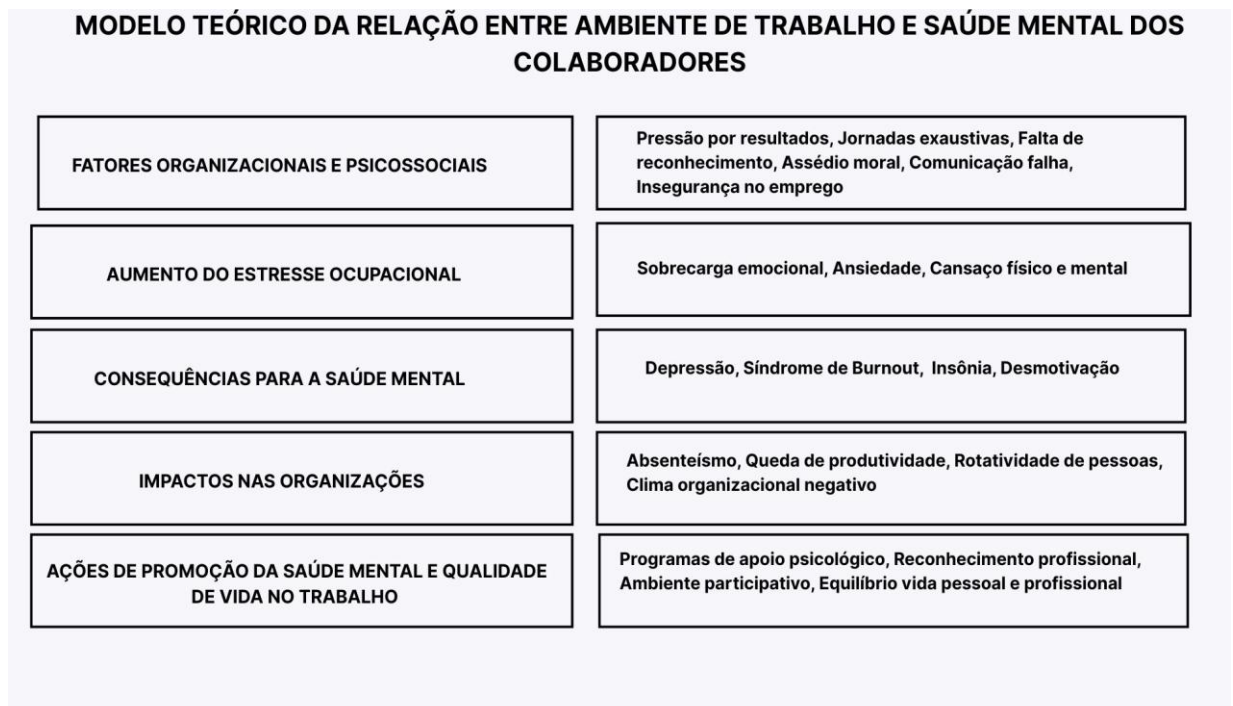 MODELO TEÓRICO DA RELAÇÃO ENTRE AMBIENTE DE TRABALHO E SAÚDE MENTAL DOS
COLABORADORES
FATORES ORGANIZACIONAIS E PSICOSSOCIAIS
Pressão por resultados, Jornadas exaustivas, Falta de
reconhecimento, Assédio moral, Comunicação falha,
Insegurança no emprego
AUMENTO DO ESTRESSE OCUPACIONAL
Sobrecarga emocional, Ansiedade, Cansaço físico e mental
CONSEQUÊNCIAS PARA A SAÚDE MENTAL
Depressão, Síndrome de Burnout, Insônia, Desmotivação
IMPACTOS NAS ORGANIZAÇÕES
Absenteísmo, Queda de produtividade, Rotatividade de pessoas,
Clima organizacional negativo
AÇÕES DE PROMOÇÃO DA SAÚDE MENTAL E QUALIDADE
DE VIDA NO TRABALHO
Programas de apoio psicológico, Reconhecimento profissional,
Ambiente participativo, Equilíbrio vida pessoal e profissional